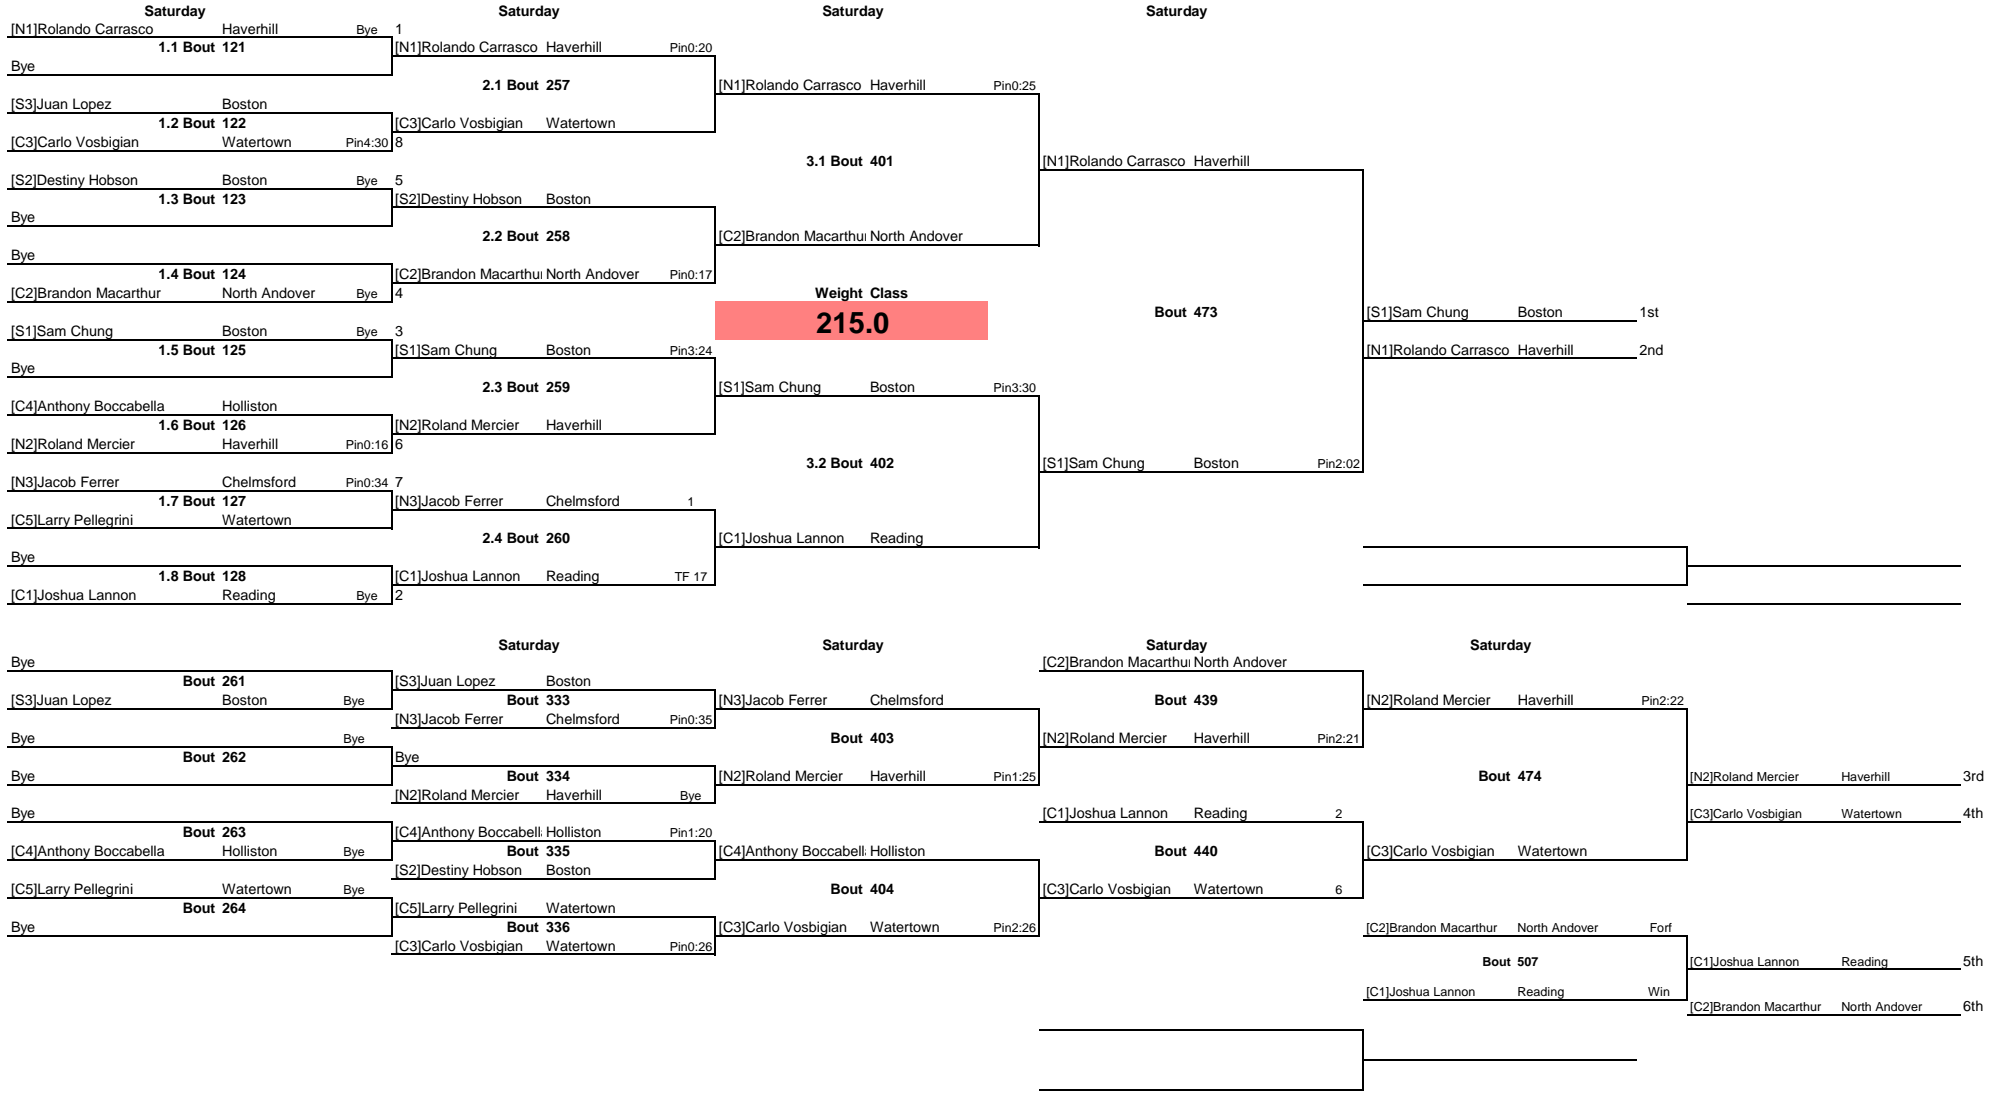 Saturday Saturday Saturday Saturday
[N1]Rolando Carrasco Haverhill Bye 1
1.1 Bout 121 [N1]Rolando Carrasco Haverhill Pin0:20
Bye
2.1 Bout 257 [N1]Rolando Carrasco Haverhill Pin0:25
[S3]Juan Lopez Boston
1.2 Bout 122 [C3]Carlo Vosbigian Watertown
[C3]Carlo Vosbigian Watertown Pin4:30 8
3.1 Bout 401 [N1]Rolando Carrasco Haverhill
[S2]Destiny Hobson Boston Bye 5
1.3 Bout 123 [S2]Destiny Hobson Boston
Bye
2.2 Bout 258 [C2]Brandon Macarthu North Andover
Bye
1.4 Bout 124 [C2]Brandon Macarthu North Andover Pin0:17
[C2]Brandon Macarthur North Andover Bye 4 Weight Class
Bout 473 [S1]Sam Chung Boston 1st
215.0
[S1]Sam Chung Boston Bye 3
1.5 Bout 125 [S1]Sam Chung Boston Pin3:24 [N1]Rolando Carrasco Haverhill 2nd
Bye
2.3 Bout 259 [S1]Sam Chung Boston Pin3:30
[C4]Anthony Boccabella Holliston
1.6 Bout 126 [N2]Roland Mercier Haverhill
[N2]Roland Mercier Haverhill Pin0:16 6
3.2 Bout 402 [S1]Sam Chung Boston Pin2:02
[N3]Jacob Ferrer Chelmsford Pin0:34 7
1.7 Bout 127 [N3]Jacob Ferrer Chelmsford 1
[C5]Larry Pellegrini Watertown
2.4 Bout 260 [C1]Joshua Lannon Reading
Bye
1.8 Bout 128 [C1]Joshua Lannon Reading TF 17
[C1]Joshua Lannon Reading Bye 2
Saturday Saturday Saturday Saturday
Bye [C2]Brandon Macarthu North Andover
Bout 261 [S3]Juan Lopez Boston
[S3]Juan Lopez Boston Bye Bout 333 [N3]Jacob Ferrer Chelmsford Bout 439 [N2]Roland Mercier Haverhill Pin2:22
[N3]Jacob Ferrer Chelmsford Pin0:35
Bye Bye Bout 403 [N2]Roland Mercier Haverhill Pin2:21
Bout 262 Bye
Bye Bout 334 [N2]Roland Mercier Haverhill Pin1:25 Bout 474 [N2]Roland Mercier Haverhill 3rd
[N2]Roland Mercier Haverhill Bye
Bye [C1]Joshua Lannon Reading 2 [C3]Carlo Vosbigian Watertown 4th
Bout 263 [C4]Anthony Boccabell Holliston Pin1:20
[C4]Anthony Boccabella Holliston Bye Bout 335 [C4]Anthony Boccabell Holliston Bout 440 [C3]Carlo Vosbigian Watertown
[S2]Destiny Hobson Boston
[C5]Larry Pellegrini Watertown Bye Bout 404 [C3]Carlo Vosbigian Watertown 6
Bout 264 [C5]Larry Pellegrini Watertown
Bye Bout 336 [C3]Carlo Vosbigian Watertown Pin2:26 [C2]Brandon Macarthur North Andover Forf
[C3]Carlo Vosbigian Watertown Pin0:26
Bout 507 [C1]Joshua Lannon Reading 5th
[C1]Joshua Lannon Reading Win
[C2]Brandon Macarthur North Andover 6th